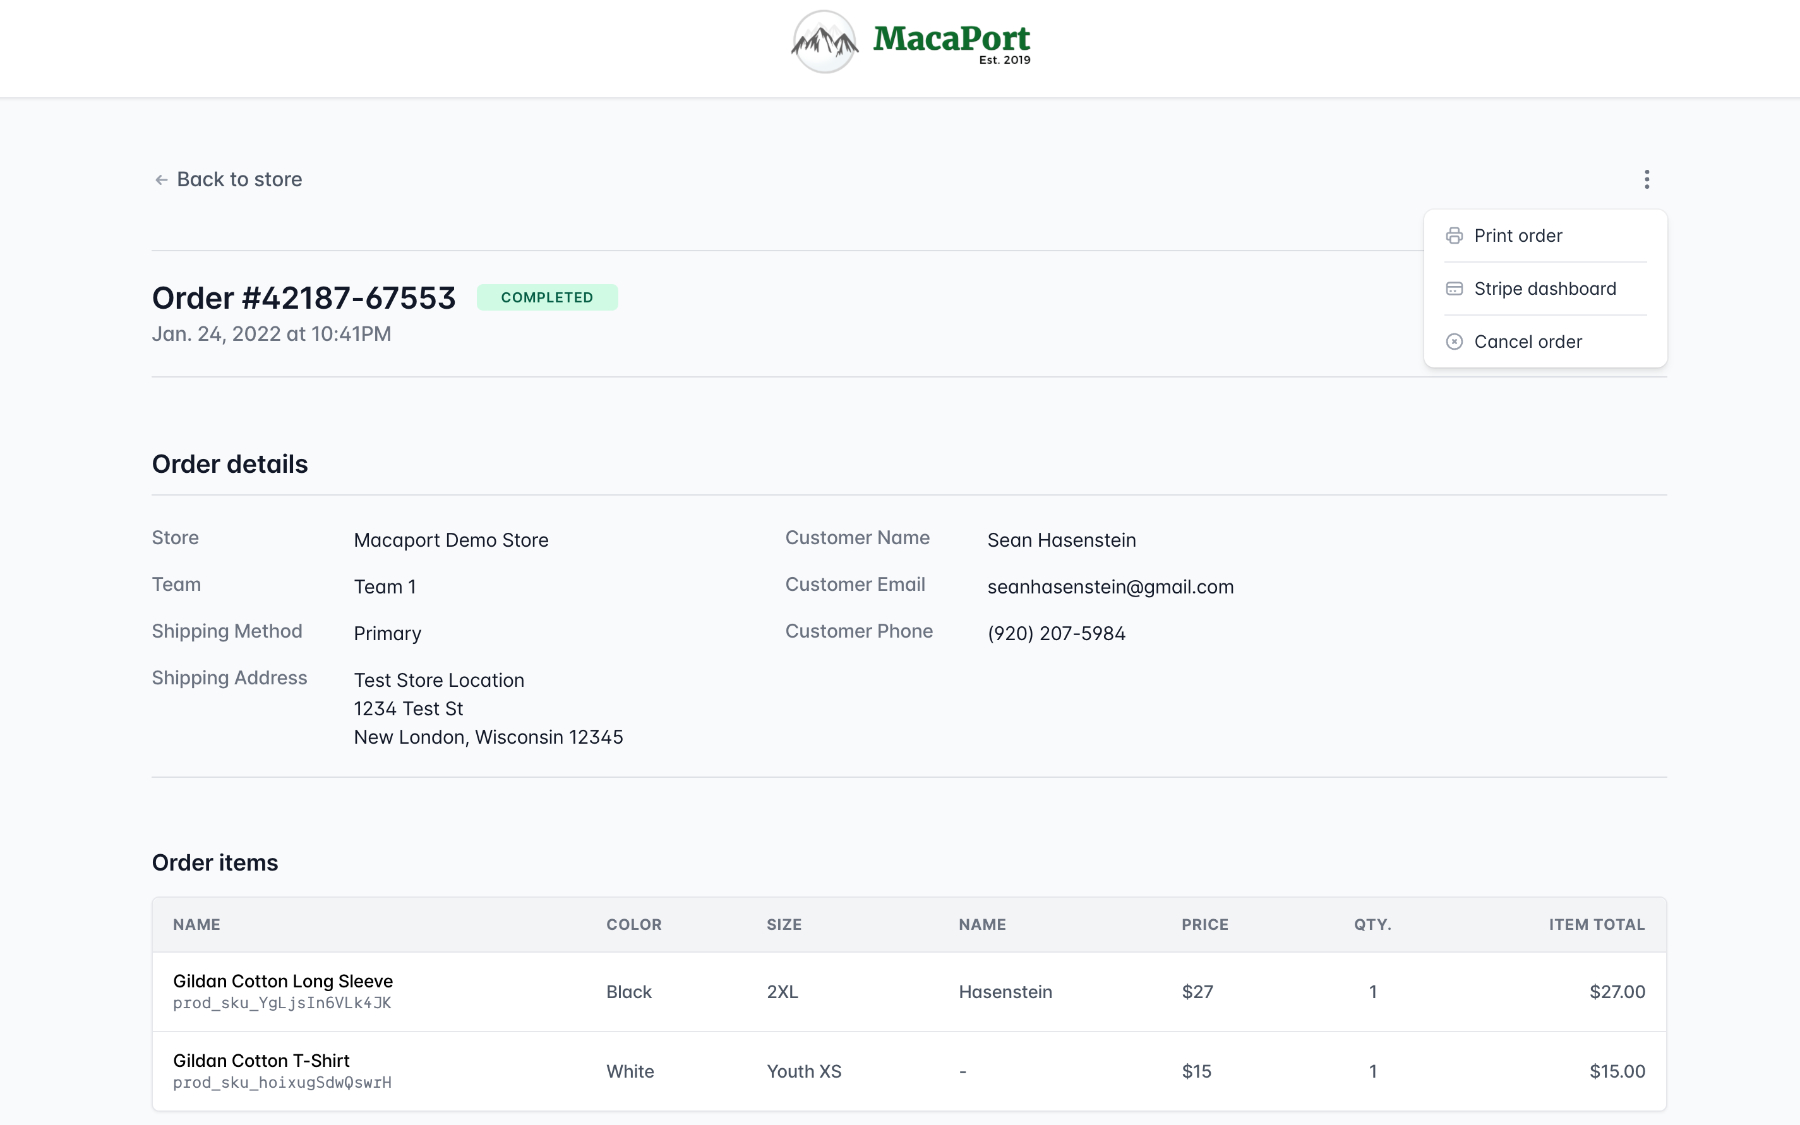 MacaPort
Est. 2019
← Back to store
Print order
Stripe dashboard
Cancel order
Order #42187-67553 COMPLETED
Jan. 24, 2022 at 10:41PM
Order details
Store Macaport Demo Store
Team Team 1
Shipping Method Primary
Shipping Address Test Store Location
1234 Test St
New London, Wisconsin 12345
Customer Name Sean Hasenstein
Customer Email seanhasenstein@gmail.com
Customer Phone (920) 207-5984
Order items
NAME COLOR SIZE NAME PRICE QTY. ITEM TOTAL
Gildan Cotton Long Sleeve Black 2XL Hasenstein $27 1 $27.00
prod_sku_YgLjsIn6VLk4JK
Gildan Cotton T-Shirt White Youth XS - $15 1 $15.00
prod_sku_hoixugSdwQswrH